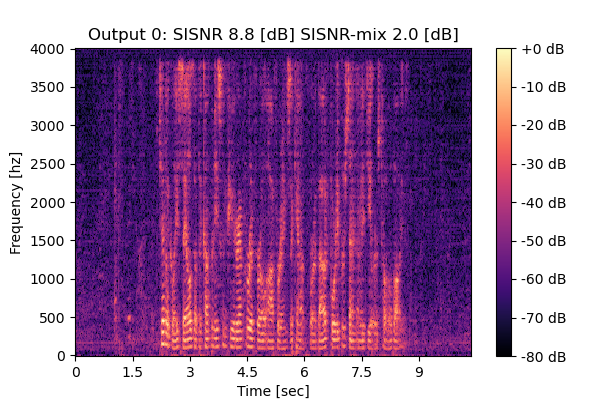 Output 0: SISNR 8.8 [dB] SISNR-mix 2.0 [dB]
4000
3500
3000
2500
2000
1500
1000
500
0
Frequency [hz]
0 1.5 3 4.5 6 7.5 9
Time [sec]
+0 dB
-10 dB
-20 dB
-30 dB
-40 dB
-50 dB
-60 dB
-70 dB
-80 dB